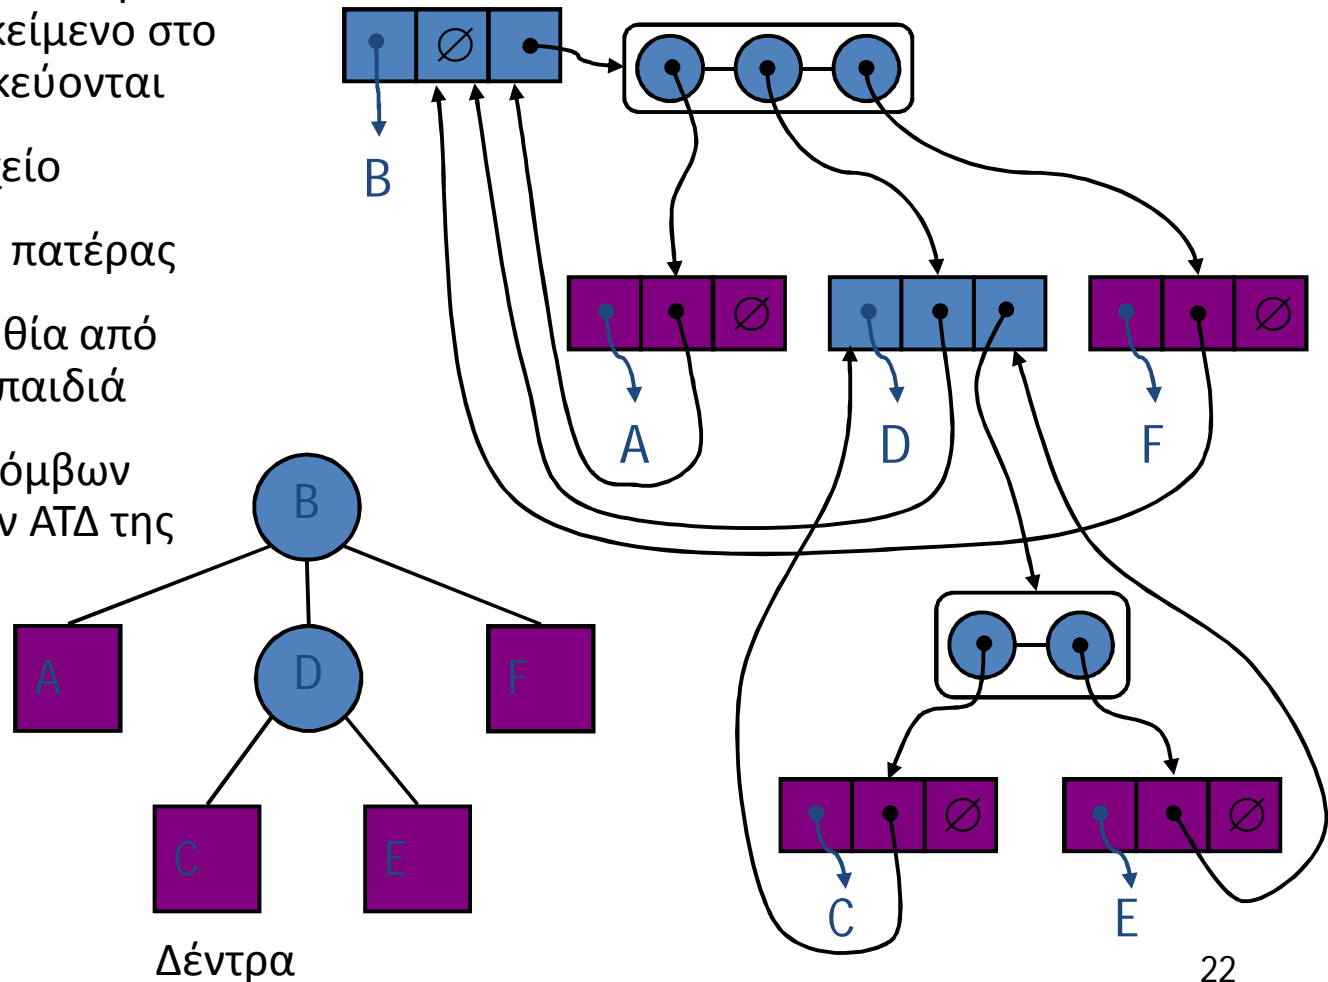 κείμενο στο
κεύονται
είο
πατέρας
θία από
παιδιά
όμβων
ν ΑΤΔ της
∅
B
∅
∅
A
D
F
B
A
D
F
∅
∅
C
E
C
E
Δέντρα
22